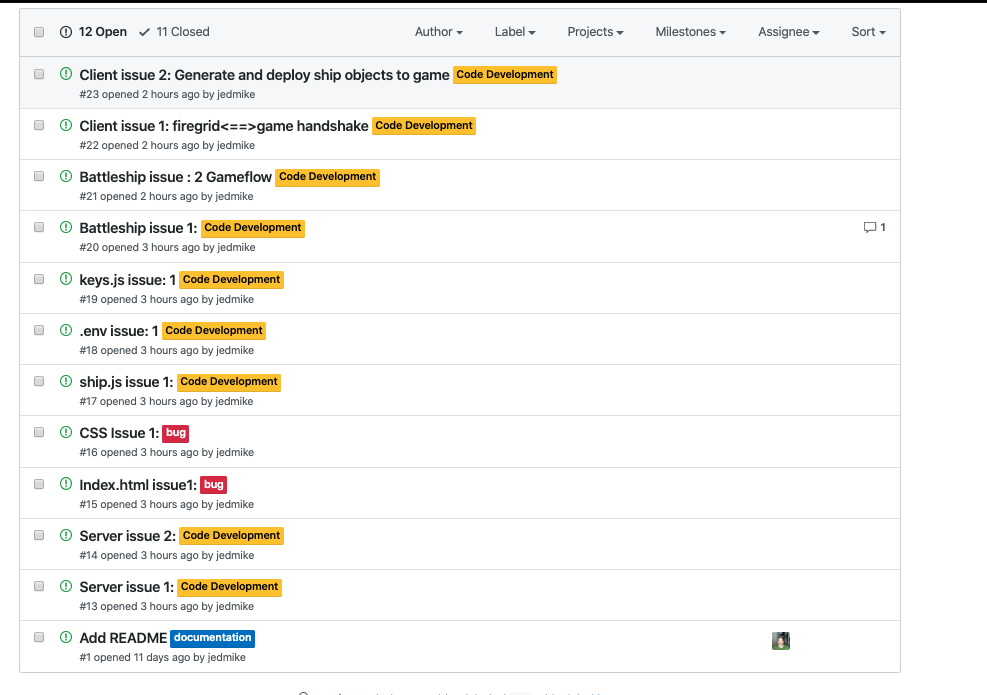 12 Open 11 Closed Author Label Projects Milestones Assignee Sort
Client issue 2: Generate and deploy ship objects to game Code Development
#23 opened 2 hours ago by jedmike
Client issue 1: firegrid<==>game handshake Code Development
#22 opened 2 hours ago by jedmike
Battleship issue : 2 Gameflow Code Development
#21 opened 2 hours ago by jedmike
Battleship issue 1: Code Development 1
#20 opened 3 hours ago by jedmike
keys.js issue: 1 Code Development
#19 opened 3 hours ago by jedmike
.env issue: 1 Code Development
#18 opened 3 hours ago by jedmike
ship.js issue 1: Code Development
#17 opened 3 hours ago by jedmike
CSS Issue 1: bug
#16 opened 3 hours ago by jedmike
Index.html issue1: bug
#15 opened 3 hours ago by jedmike
Server issue 2: Code Development
#14 opened 3 hours ago by jedmike
Server issue 1: Code Development
#13 opened 3 hours ago by jedmike
Add README documentation
#1 opened 11 days ago by jedmike